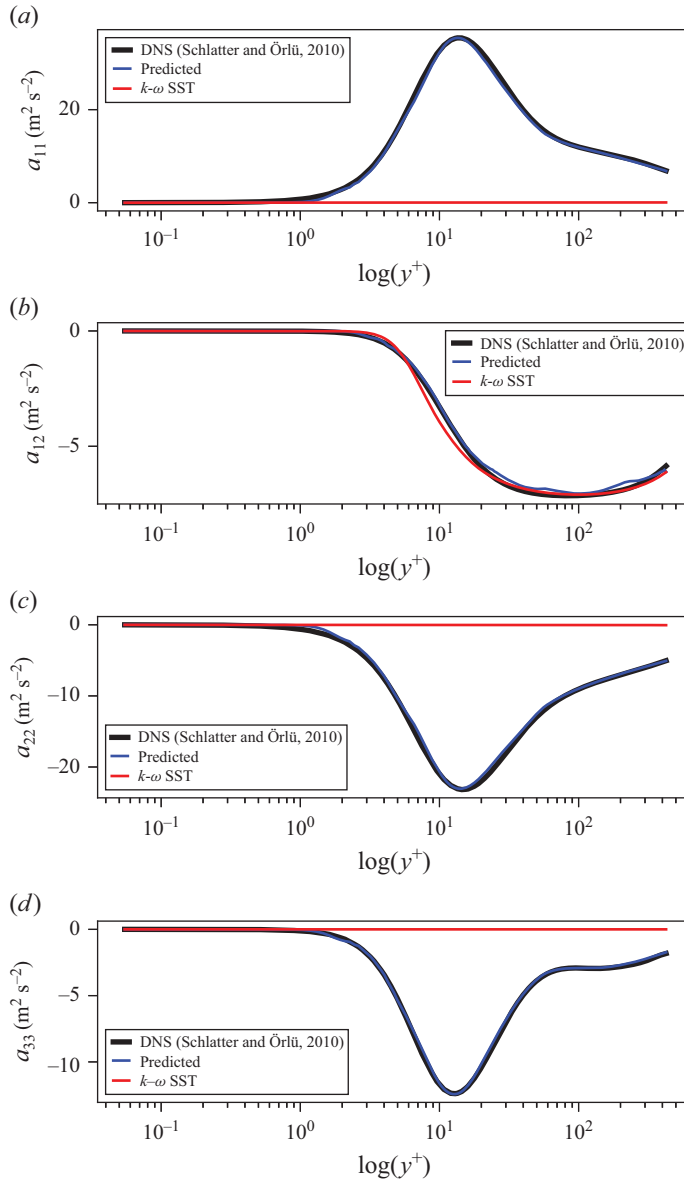 (a)
DNS (Schlatter and Örlü, 2010)
Predicted
k-ω SST
a₁₁ (m² s⁻²)
20
0
10⁻¹ 10⁰ 10¹ 10²
log(y⁺)
(b)
DNS (Schlatter and Örlü, 2010)
Predicted
k-ω SST
a₁₂ (m² s⁻²)
0
−5
10⁻¹ 10⁰ 10¹ 10²
log(y⁺)
(c)
DNS (Schlatter and Örlü, 2010)
Predicted
k-ω SST
a₂₂ (m² s⁻²)
0
−10
−20
10⁻¹ 10⁰ 10¹ 10²
log(y⁺)
(d)
DNS (Schlatter and Örlü, 2010)
Predicted
k–ω SST
a₃₃ (m² s⁻²)
0
−5
−10
10⁻¹ 10⁰ 10¹ 10²
log(y⁺)